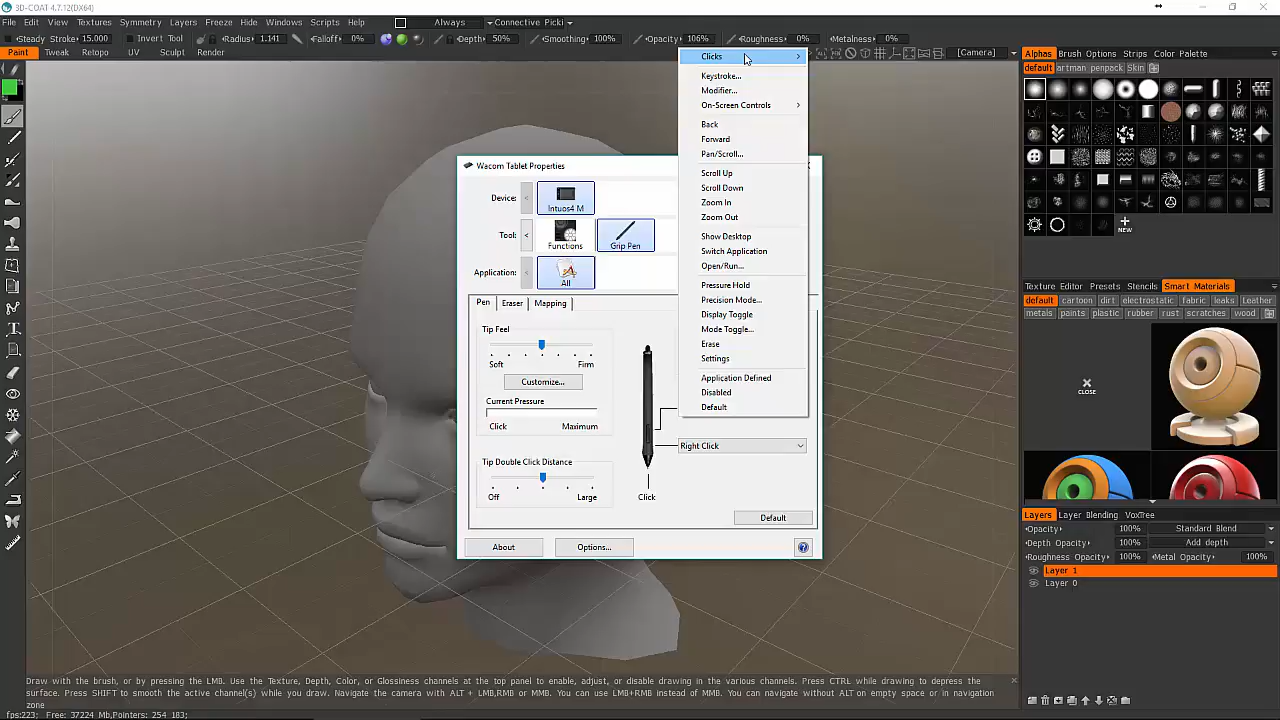 3D-COAT 4.7.12(DX64)
File Edit View Textures Symmetry Layers Freeze Hide Windows Scripts Help Always Connective Picki
Steady Stroke 15.000 Invert Tool Radius: 1.141 Falloff: 0% Depth: 50% Smoothing: 100% Opacity: 106% Roughness: 0% Metalness: 0%
Paint Tweak Retopo UV Sculpt Render
[Camera]
Alphas Brush Options Strips Color Palette
default artman penpack Skin
NEW
Clicks
Keystroke...
Modifier...
On-Screen Controls
Back
Forward
Pan/Scroll...
Scroll Up
Scroll Down
Zoom In
Zoom Out
Show Desktop
Switch Application
Open/Run...
Pressure Hold
Precision Mode...
Display Toggle
Mode Toggle...
Erase
Settings
Application Defined
Disabled
Default
Wacom Tablet Properties
Device:
Intuos4 M
Tool:
Functions
Grip Pen
Application:
All
Pen Eraser Mapping
Tip Feel
Soft Firm
Customize...
Current Pressure
Click Maximum
Tip Double Click Distance
Off Large
Click
Right Click
Default
About
Options...
Texture Editor Presets Stencils Smart Materials
default cartoon dirt electrostatic fabric leaks Leather
metals paints plastic rubber rust scratches wood
CLOSE
Layers Layer Blending VoxTree
Opacity: 100% Standard Blend
Depth Opacity: 100% Add depth
Roughness Opacity: 100% Metal Opacity: 100%
Layer 1
Layer 0
Draw with the brush, or by pressing the LMB. Use the Texture, Depth, Color, or Glossiness channels at the top panel to enable, adjust, or disable drawing in the various channels. Press CTRL while drawing to depress the
surface. Press SHIFT to smooth the active channel(s) while you draw. Navigate the camera with ALT + LMB,RMB or MMB. You can use LMB+RMB instead of MMB. You can navigate without ALT on empty space or in navigation
zone
fps:223; Free: 37224 Mb,Pointers: 254 183;